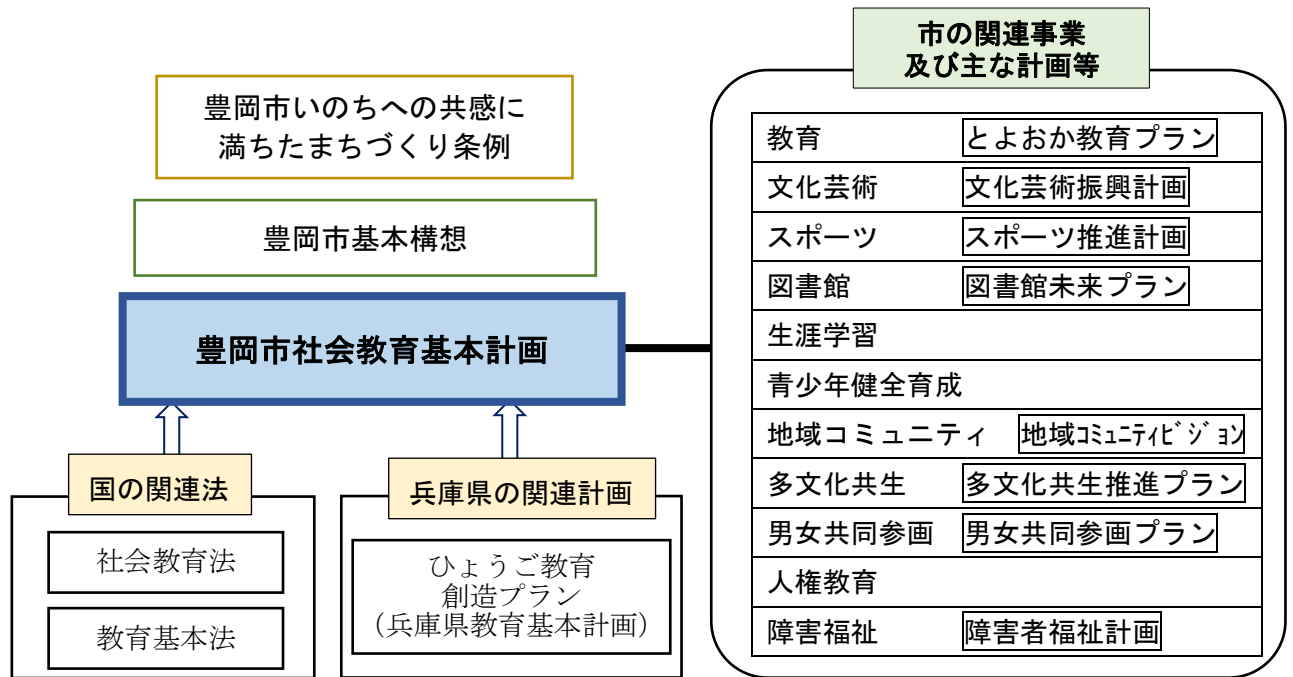 豊岡市いのちへの共感に
満ちたまちづくり条例
豊岡市基本構想
豊岡市社会教育基本計画
国の関連法
社会教育法
教育基本法
兵庫県の関連計画
ひょうご教育
創造プラン
(兵庫県教育基本計画)
市の関連事業
及び主な計画等
教育 とよおか教育プラン
文化芸術 文化芸術振興計画
スポーツ スポーツ推進計画
図書館 図書館未来プラン
生涯学習
青少年健全育成
地域コミュニティ 地域ｺﾐｭﾆﾃｨﾋﾞｼﾞｮﾝ
多文化共生 多文化共生推進プラン
男女共同参画 男女共同参画プラン
人権教育
障害福祉 障害者福祉計画